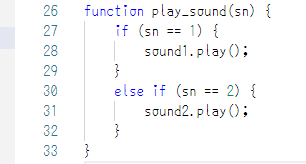 26 function play_sound(sn) {
27     if (sn == 1) {
28         sound1.play();
29     }
30     else if (sn == 2) {
31         sound2.play();
32     }
33 }